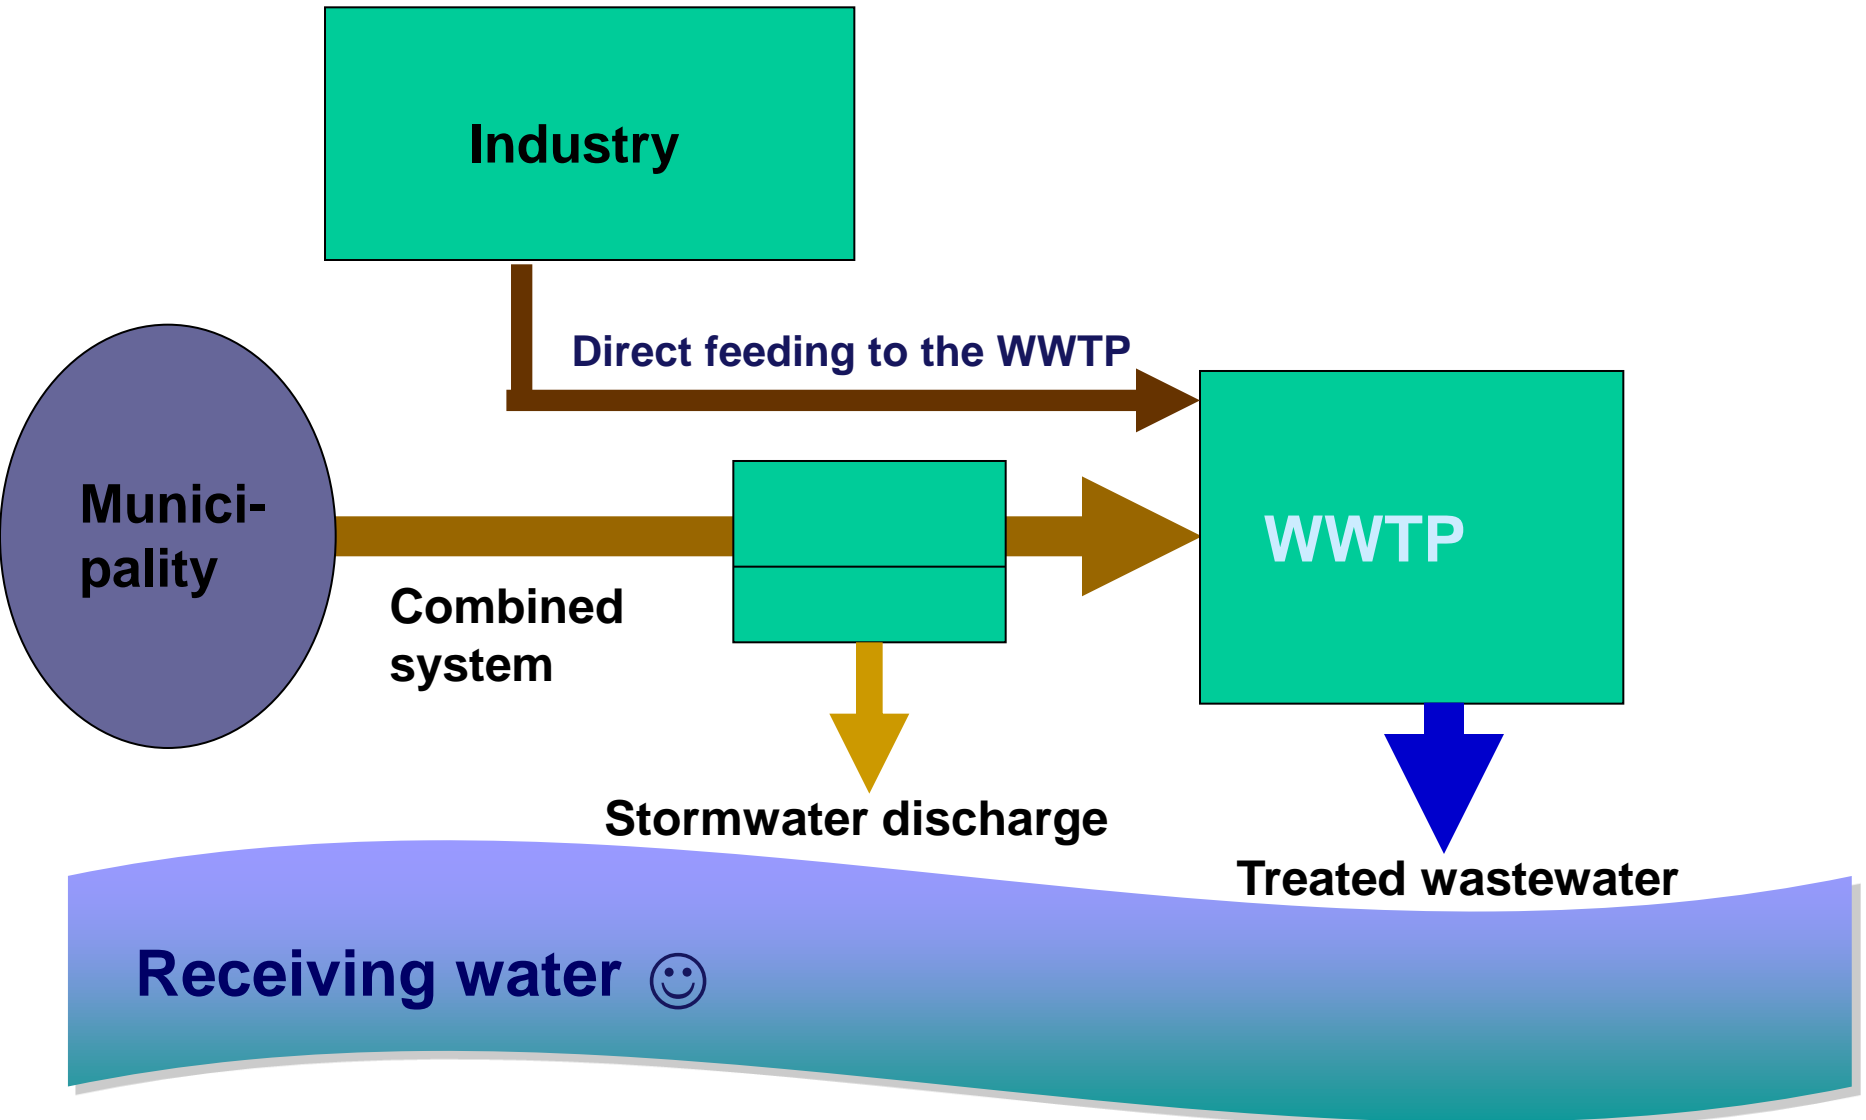 Industry
Direct feeding to the WWTP
Munici-
pality
WWTP
Combined
system
Stormwater discharge
Treated wastewater
Receiving water ☺